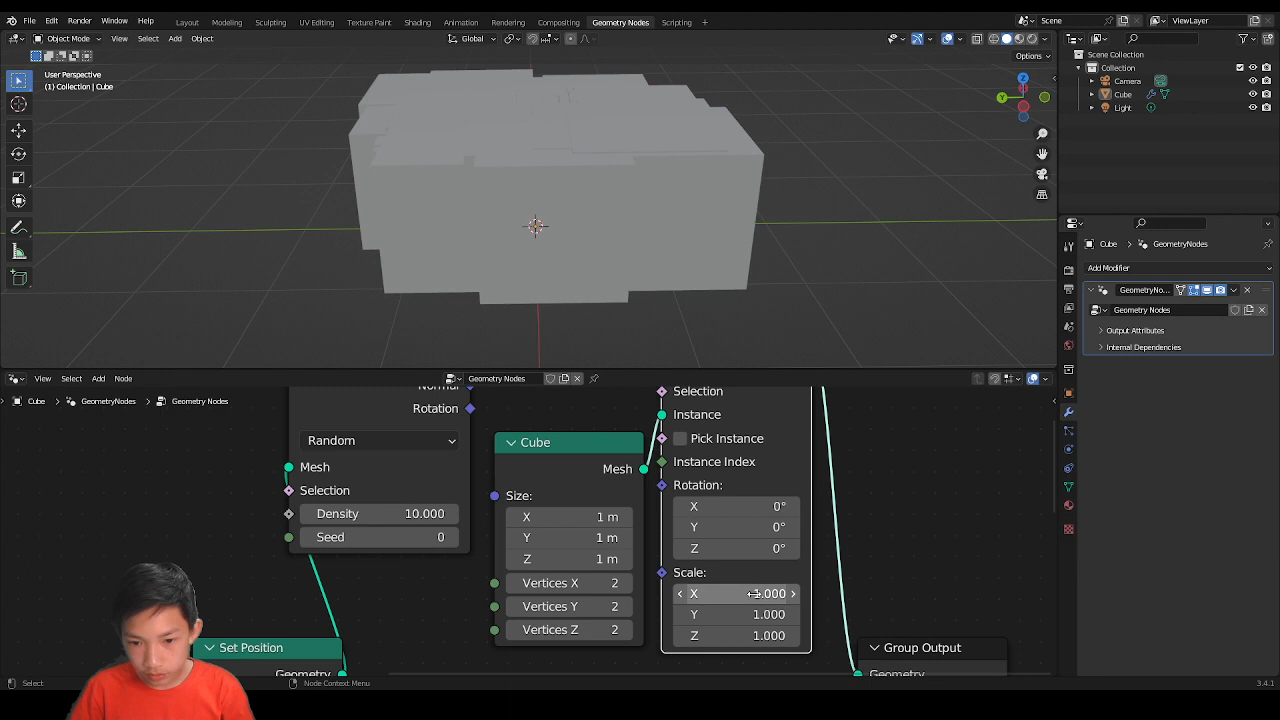 File Edit Render Window Help Layout Modeling Sculpting UV Editing Texture Paint Shading Animation Rendering Compositing Geometry Nodes Scripting + Scene ViewLayer
Object Mode View Select Add Object Global
Options
User Perspective
(1) Collection | Cube
Z
Y
Scene Collection
Collection
Camera
Cube
Light
Cube GeometryNodes
Add Modifier
GeometryNo...
Geometry Nodes
Output Attributes
Internal Dependencies
View Select Add Node Geometry Nodes
Cube GeometryNodes Geometry Nodes
Rotation
Random
Mesh
Selection
Density 10.000
Seed 0
Set Position
Geometry
Cube
Mesh
Size:
X 1 m
Y 1 m
Z 1 m
Vertices X 2
Vertices Y 2
Vertices Z 2
Selection
Instance
Pick Instance
Instance Index
Rotation:
X 0°
Y 0°
Z 0°
Scale:
X
Y 1.000
Z 1.000
Group Output
Geometry
Select Node Context Menu 3.4.1